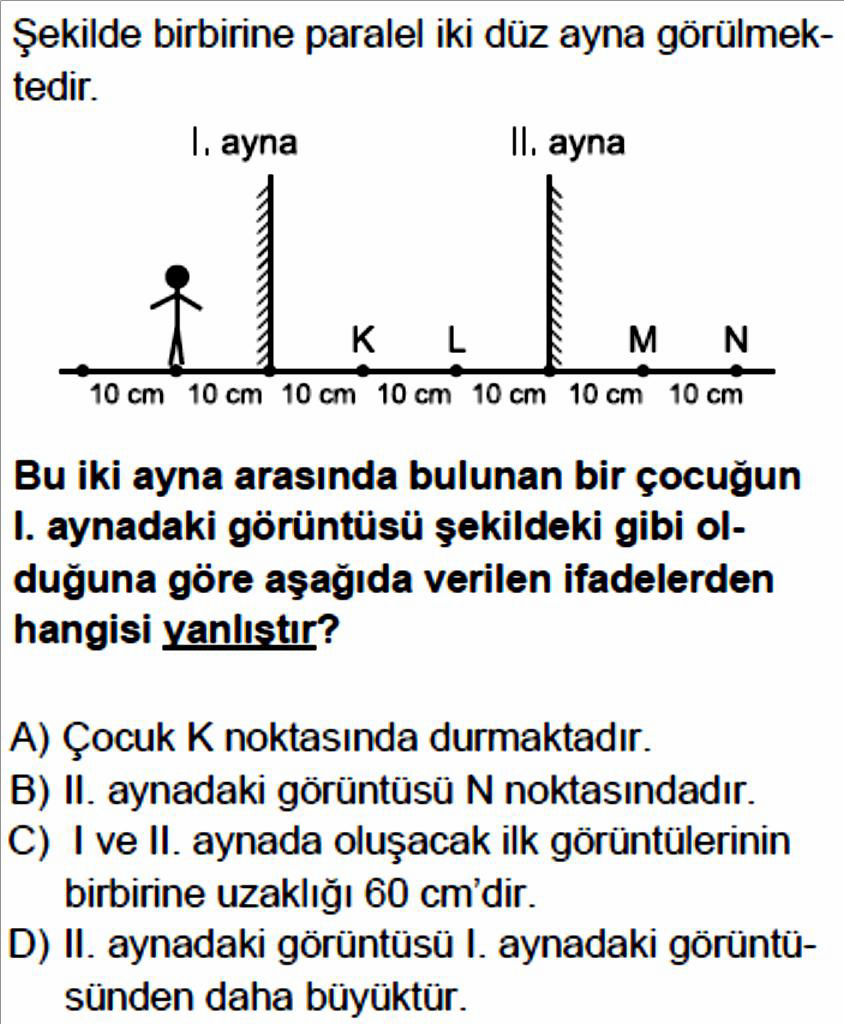 Şekilde birbirine paralel iki düz ayna görülmek-
tedir.
I. ayna II. ayna
K L M N
10 cm 10 cm 10 cm 10 cm 10 cm 10 cm 10 cm
Bu iki ayna arasında bulunan bir çocuğun
I. aynadaki görüntüsü şekildeki gibi ol-
duğuna göre aşağıda verilen ifadelerden
hangisi yanlıştır?
A) Çocuk K noktasında durmaktadır.
B) II. aynadaki görüntüsü N noktasındadır.
C) I ve II. aynada oluşacak ilk görüntülerinin
birbirine uzaklığı 60 cm'dir.
D) II. aynadaki görüntüsü I. aynadaki görüntü-
sünden daha büyüktür.